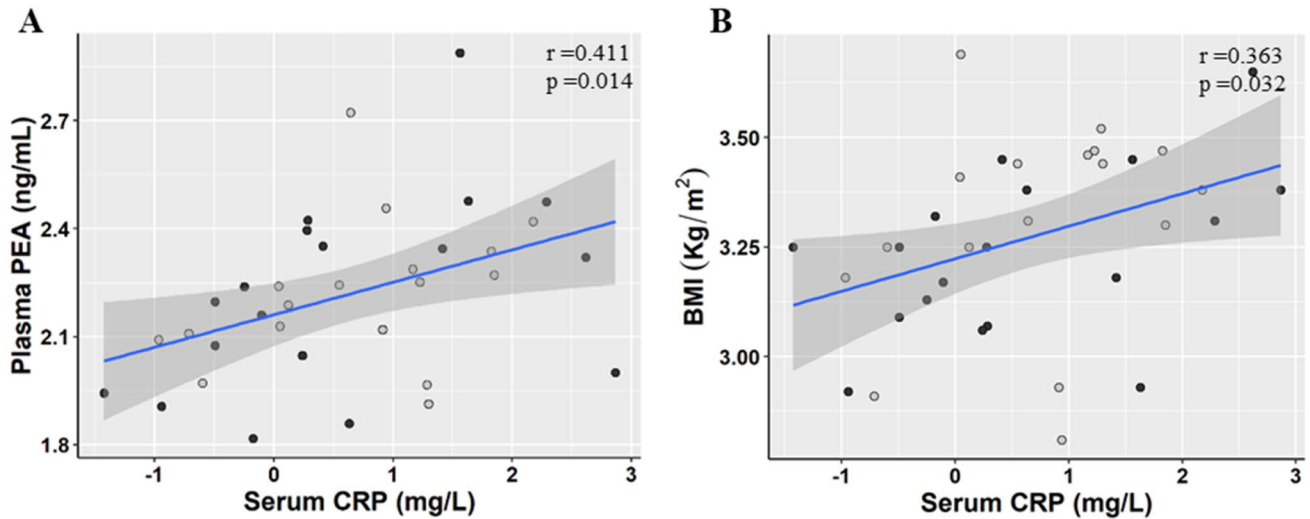 A
r =0.411
p =0.014
Plasma PEA (ng/mL)
2.7
2.4
2.1
1.8
-1 0 1 2 3
Serum CRP (mg/L)
B
r =0.363
p =0.032
BMI (Kg/m²)
3.50
3.25
3.00
-1 0 1 2 3
Serum CRP (mg/L)